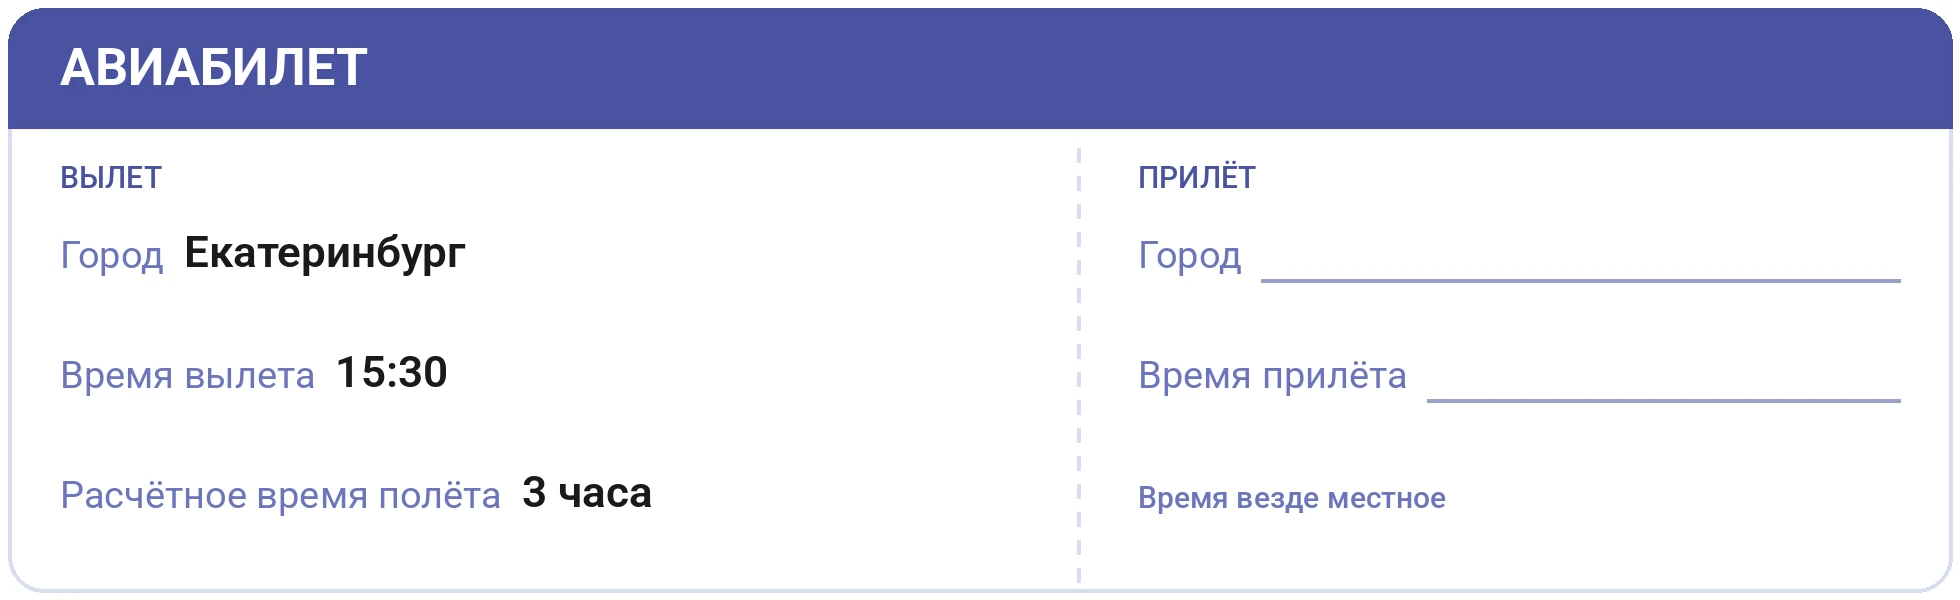 АВИАБИЛЕТ
ВЫЛЕТ
Город Екатеринбург
Время вылета 15:30
Расчётное время полёта 3 часа
ПРИЛЁТ
Город
Время прилёта
Время везде местное